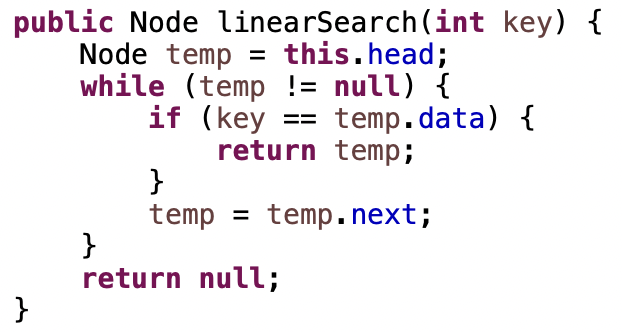 public Node linearSearch(int key) {
    Node temp = this.head;
    while (temp != null) {
        if (key == temp.data) {
            return temp;
        }
        temp = temp.next;
    }
    return null;
}